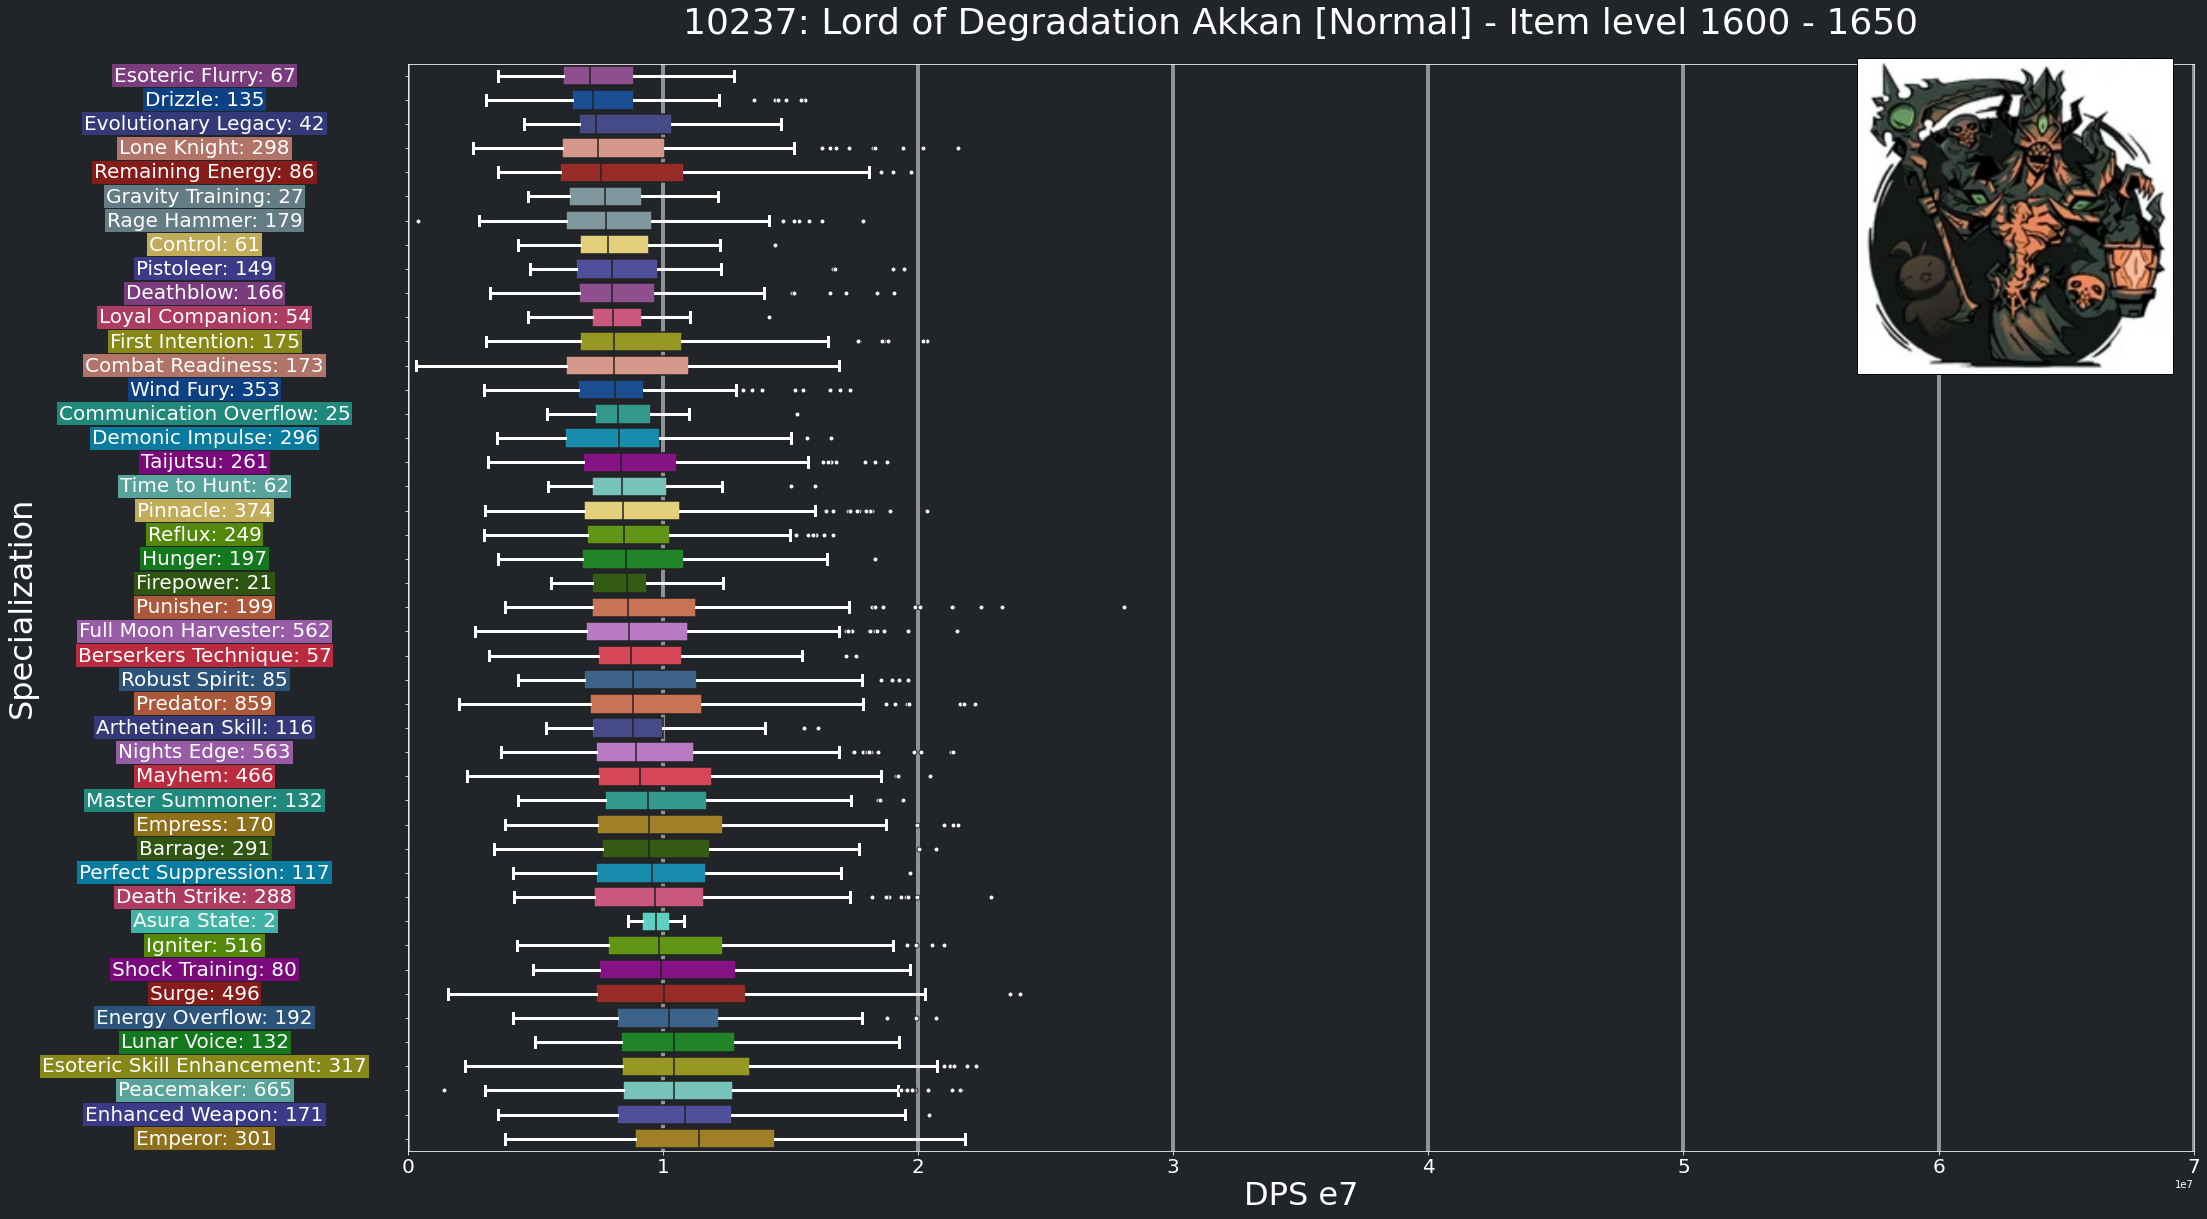 10237: Lord of Degradation Akkan [Normal] - Item level 1600 - 1650
Specialization
Esoteric Flurry: 67
Drizzle: 135
Evolutionary Legacy: 42
Lone Knight: 298
Remaining Energy: 86
Gravity Training: 27
Rage Hammer: 179
Control: 61
Pistoleer: 149
Deathblow: 166
Loyal Companion: 54
First Intention: 175
Combat Readiness: 173
Wind Fury: 353
Communication Overflow: 25
Demonic Impulse: 296
Taijutsu: 261
Time to Hunt: 62
Pinnacle: 374
Reflux: 249
Hunger: 197
Firepower: 21
Punisher: 199
Full Moon Harvester: 562
Berserkers Technique: 57
Robust Spirit: 85
Predator: 859
Arthetinean Skill: 116
Nights Edge: 563
Mayhem: 466
Master Summoner: 132
Empress: 170
Barrage: 291
Perfect Suppression: 117
Death Strike: 288
Asura State: 2
Igniter: 516
Shock Training: 80
Surge: 496
Energy Overflow: 192
Lunar Voice: 132
Esoteric Skill Enhancement: 317
Peacemaker: 665
Enhanced Weapon: 171
Emperor: 301
0 1 2 3 4 5 6 7
1e7
DPS e7